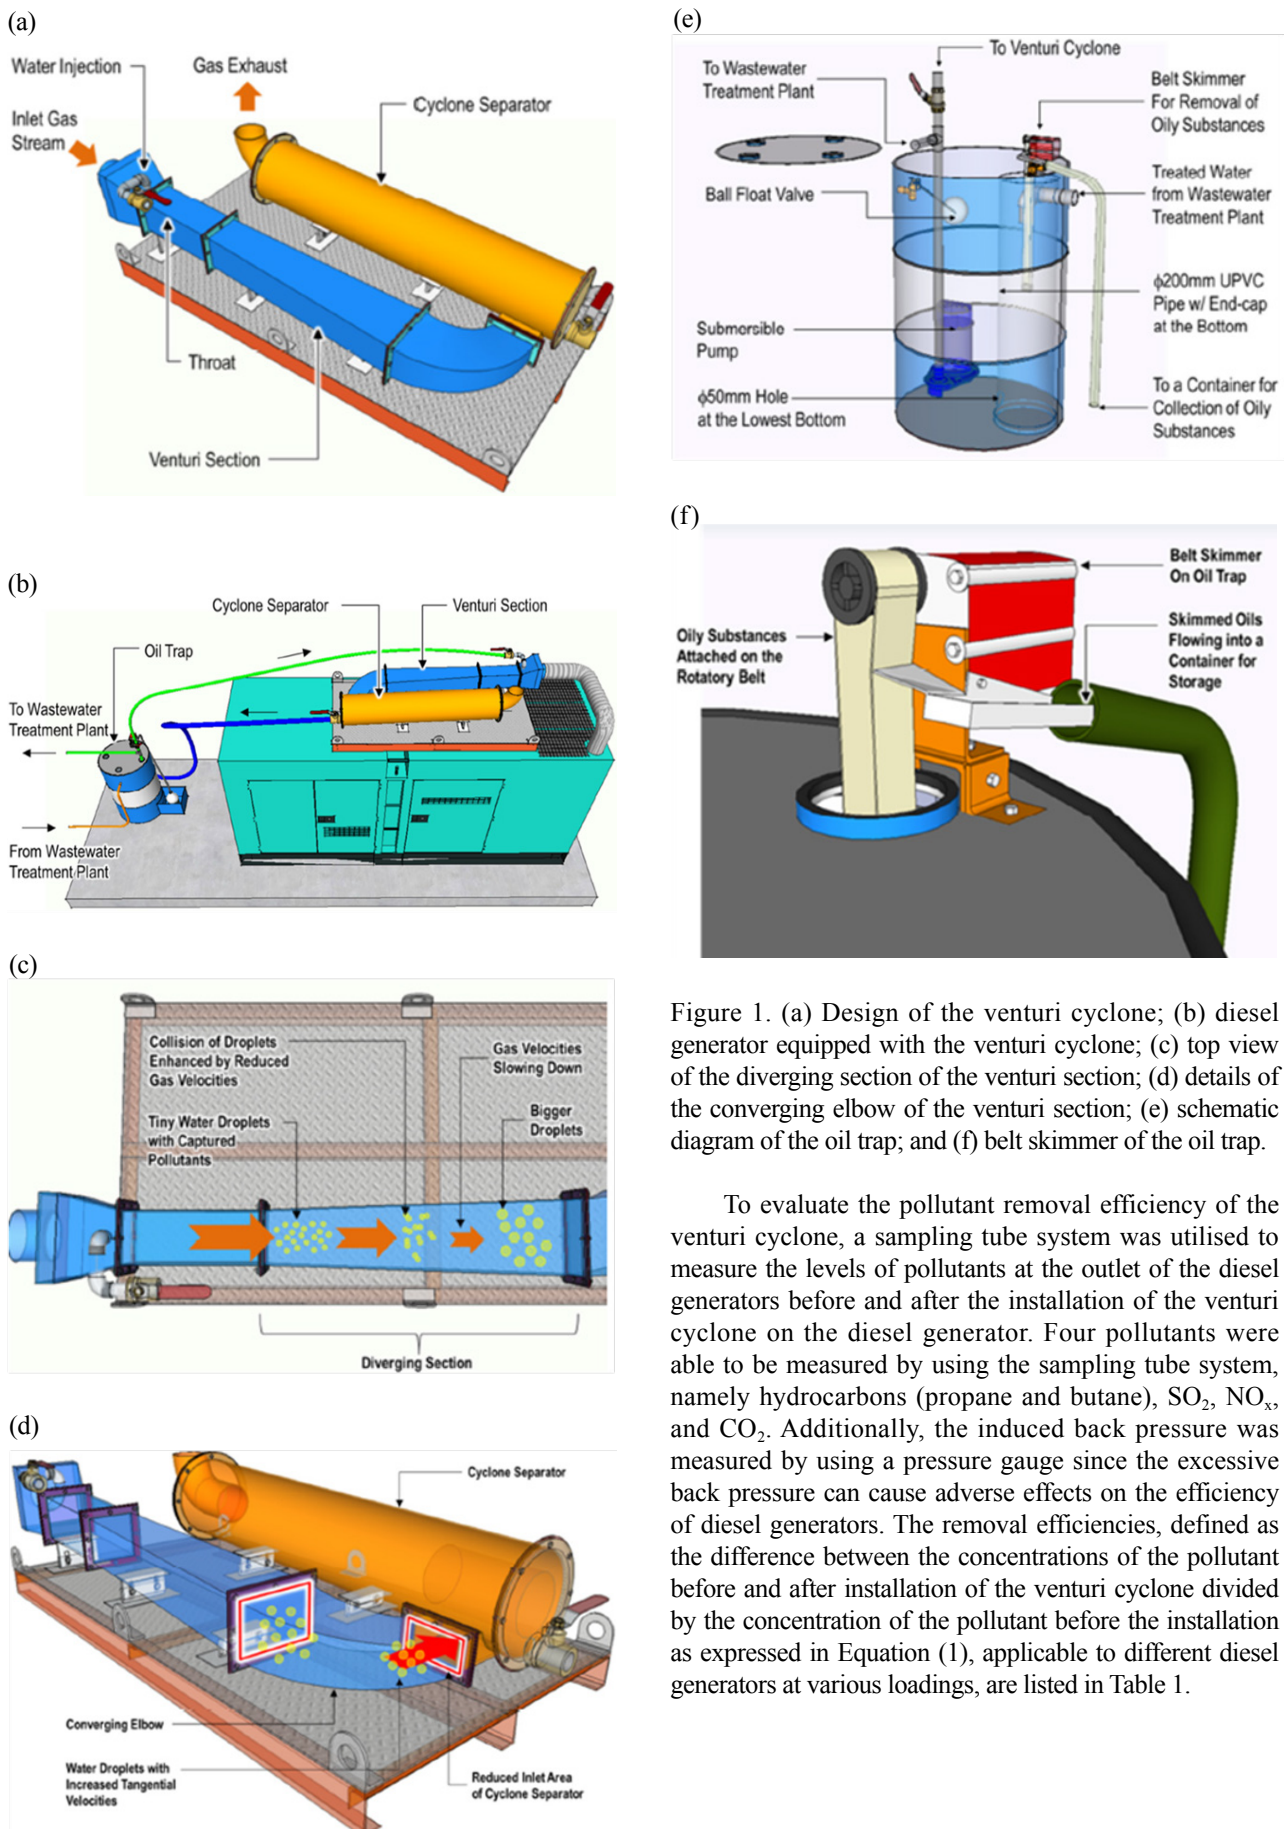 (a)
Water Injection
Gas Exhaust
Cyclone Separator
Inlet Gas
Stream
Throat
Venturi Section
(b)
Cyclone Separator
Venturi Section
Oil Trap
To Wastewater
Treatment Plant
From Wastewater
Treatment Plant
(c)
Collision of Droplets
Enhanced by Reduced
Gas Velocities
Gas Velocities
Slowing Down
Tiny Water Droplets
with Captured
Pollutants
Bigger
Droplets
Diverging Section
(d)
Cyclone Separator
Converging Elbow
Water Droplets with
Increased Tangential
Velocities
Reduced Inlet Area
of Cyclone Separator
(e)
To Venturi Cyclone
To Wastewater
Treatment Plant
Belt Skimmer
For Removal of
Oily Substances
Ball Float Valve
Treated Water
from Wastewater
Treatment Plant
ϕ200mm UPVC
Pipe w/ End-cap
at the Bottom
Submersible
Pump
ϕ50mm Hole
at the Lowest Bottom
To a Container for
Collection of Oily
Substances
(f)
Belt Skimmer
On Oil Trap
Oily Substances
Attached on the
Rotatory Belt
Skimmed Oils
Flowing into a
Container for
Storage
Figure 1. (a) Design of the venturi cyclone; (b) diesel
generator equipped with the venturi cyclone; (c) top view
of the diverging section of the venturi section; (d) details of
the converging elbow of the venturi section; (e) schematic
diagram of the oil trap; and (f) belt skimmer of the oil trap.
To evaluate the pollutant removal efficiency of the
venturi cyclone, a sampling tube system was utilised to
measure the levels of pollutants at the outlet of the diesel
generators before and after the installation of the venturi
cyclone on the diesel generator. Four pollutants were
able to be measured by using the sampling tube system,
namely hydrocarbons (propane and butane), SO₂, NOₓ,
and CO₂. Additionally, the induced back pressure was
measured by using a pressure gauge since the excessive
back pressure can cause adverse effects on the efficiency
of diesel generators. The removal efficiencies, defined as
the difference between the concentrations of the pollutant
before and after installation of the venturi cyclone divided
by the concentration of the pollutant before the installation
as expressed in Equation (1), applicable to different diesel
generators at various loadings, are listed in Table 1.